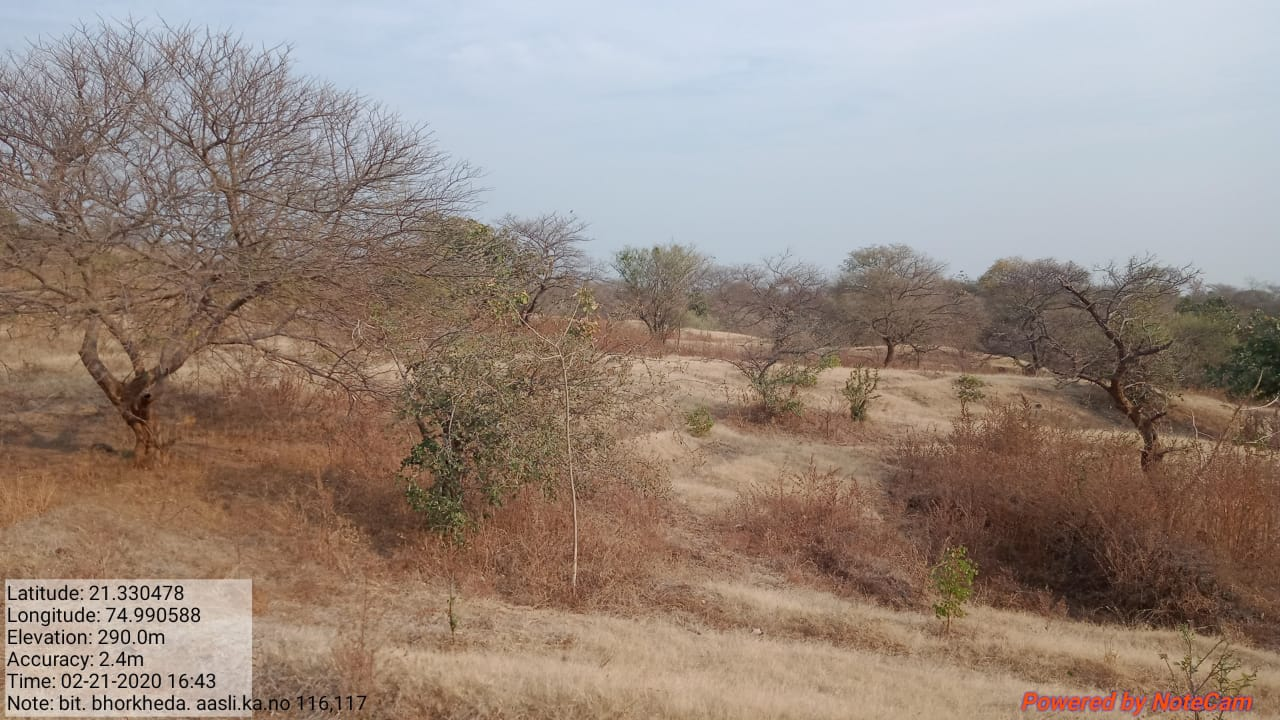 Latitude: 21.330478
Longitude: 74.990588
Elevation: 290.0m
Accuracy: 2.4m
Time: 02-21-2020 16:43
Note: bit. bhorkheda. aasli.ka.no 116,117
Powered by NoteCam